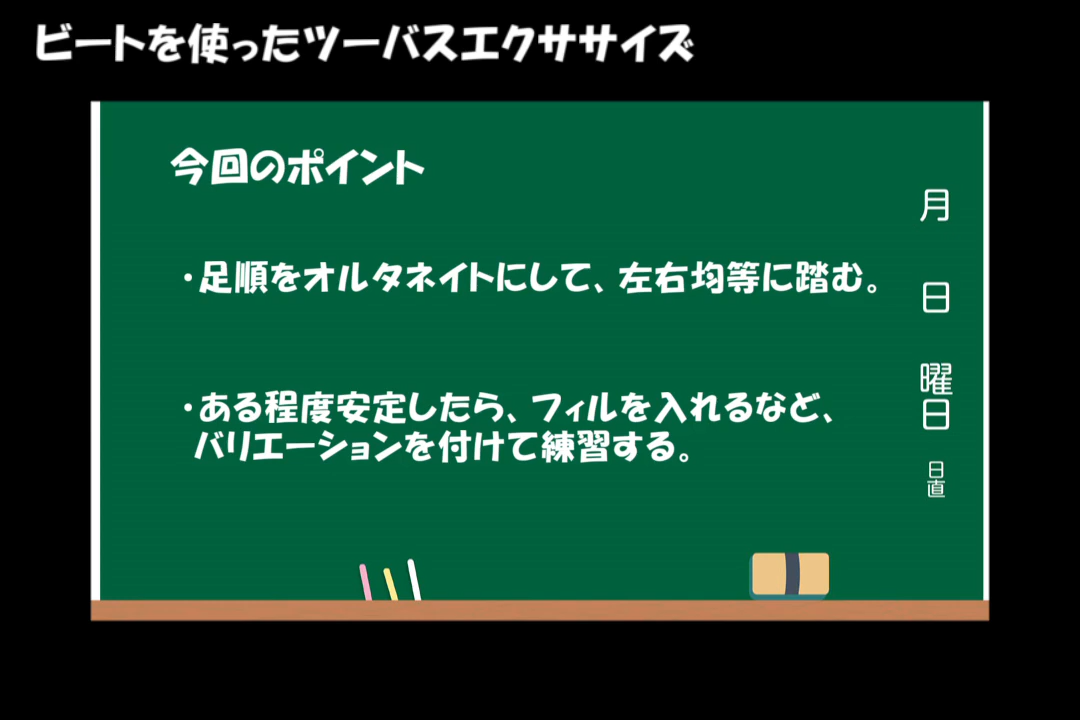 ビートを使ったツーバスエクササイズ
今回のポイント
・足順をオルタネイトにして、左右均等に踏む。
・ある程度安定したら、フィルを入れるなど、
バリエーションを付けて練習する。
月
日
曜日
日直